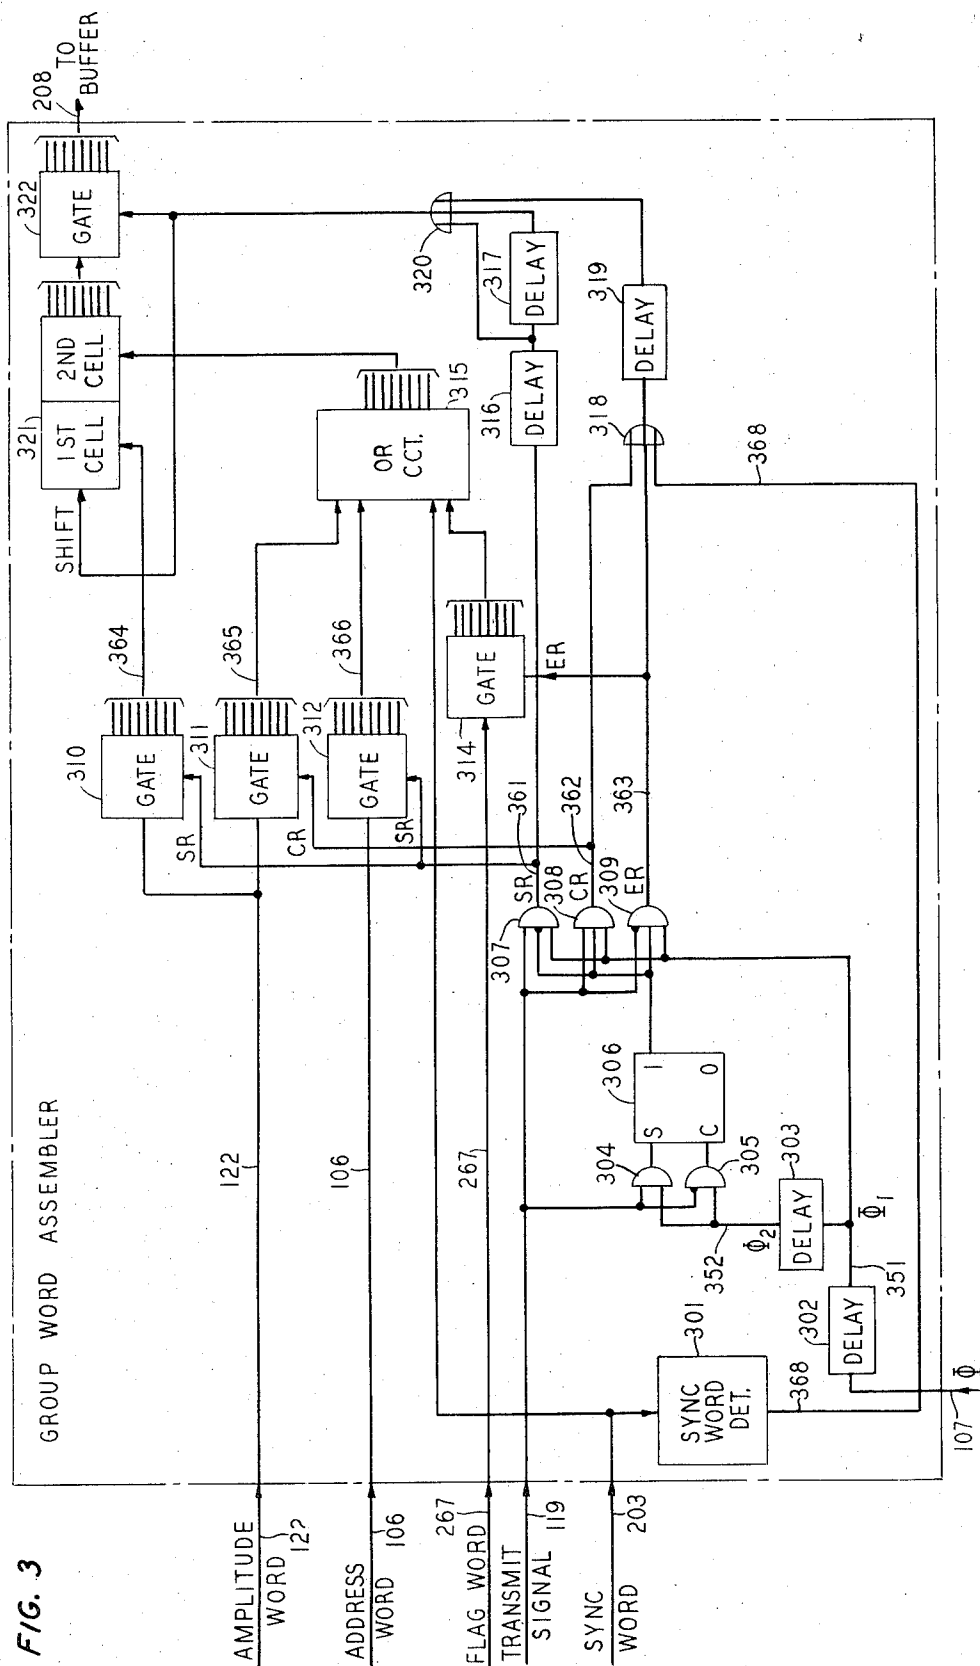 FIG. 3
GROUP WORD ASSEMBLER
AMPLITUDE
WORD
122
122
ADDRESS
WORD
106
106
FLAG WORD
267
267
TRANSMIT
SIGNAL
119
SYNC
WORD
203
SYNC
WORD
DET.
301
368
107
Φ
DELAY
302
351
Φ1
DELAY
303
Φ2
352
304
305
S
C
1
0
306
307
308
309
SR
361
CR
362
ER
363
SR
CR
SR
GATE
310
364
GATE
311
365
GATE
312
366
GATE
314
ER
OR
CCT.
315
DELAY
316
DELAY
317
318
368
DELAY
319
320
SHIFT
1ST
CELL
2ND
CELL
321
GATE
322
208
TO
BUFFER